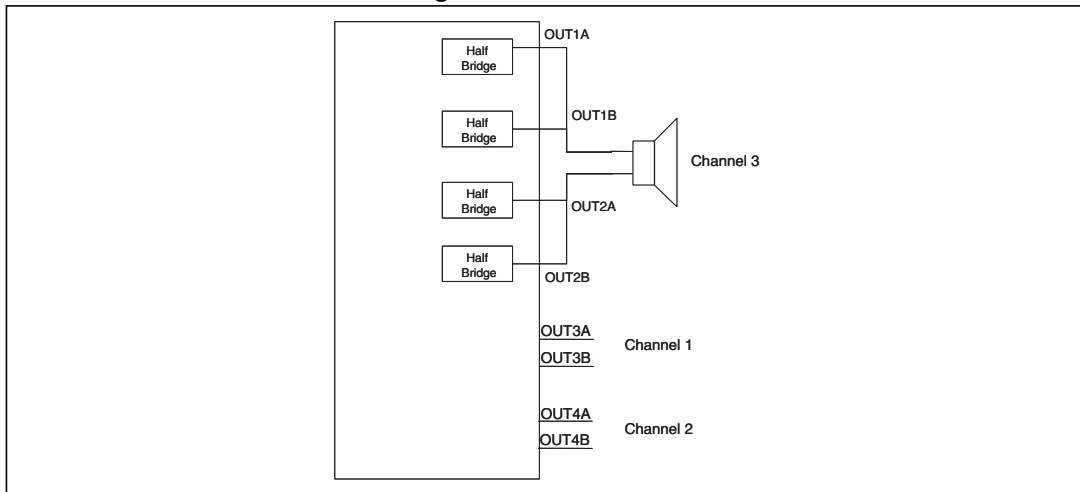 OUT1A
Half
Bridge
OUT1B
Half
Bridge
Channel 3
Half
Bridge
OUT2A
Half
Bridge
OUT2B
OUT3A
Channel 1
OUT3B
OUT4A
Channel 2
OUT4B